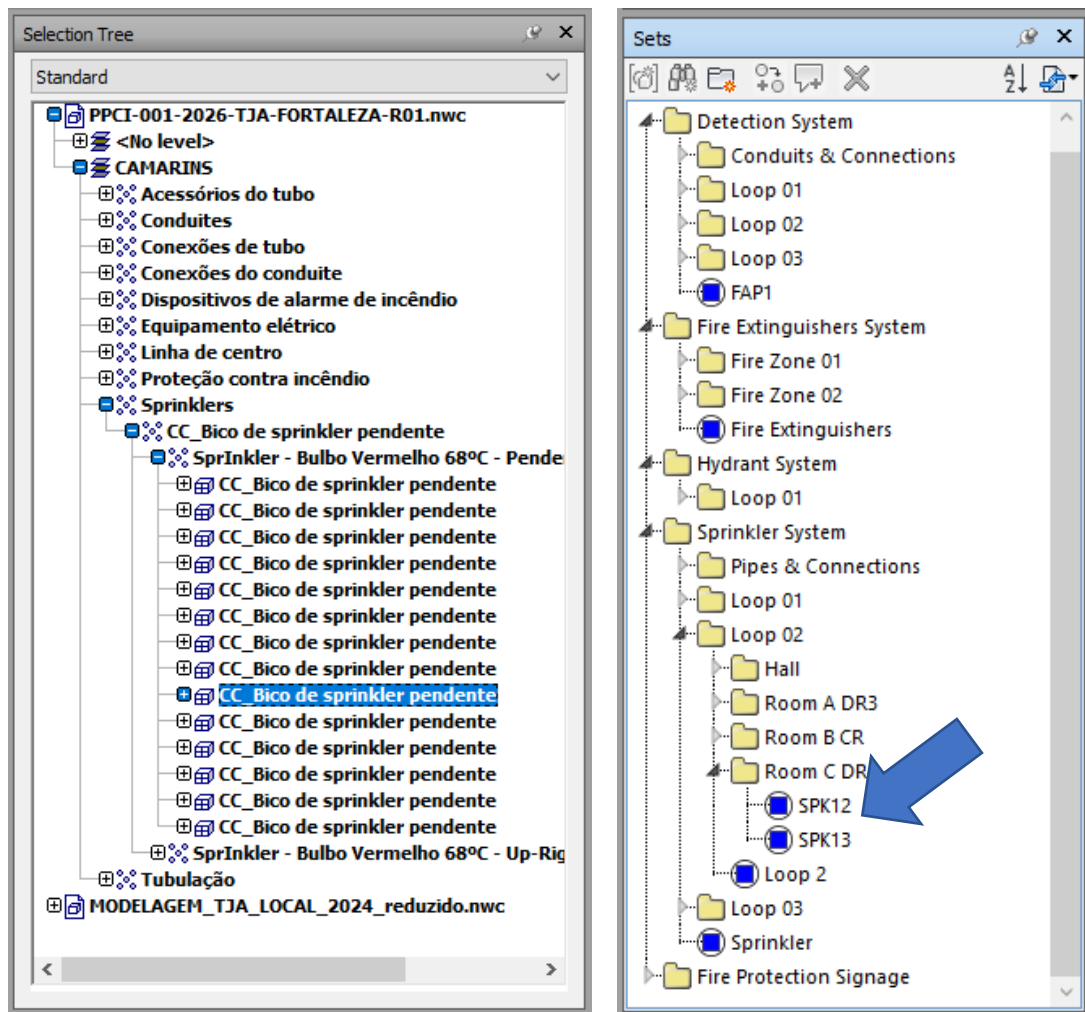 Selection Tree
Standard
PPCI-001-2026-TJA-FORTALEZA-R01.nwc
<No level>
CAMARINS
Acessórios do tubo
Conduites
Conexões de tubo
Conexões do conduite
Dispositivos de alarme de incêndio
Equipamento elétrico
Linha de centro
Proteção contra incêndio
Sprinklers
CC_Bico de sprinkler pendente
SprInkler - Bulbo Vermelho 68ºC - Pende
CC_Bico de sprinkler pendente
CC_Bico de sprinkler pendente
CC_Bico de sprinkler pendente
CC_Bico de sprinkler pendente
CC_Bico de sprinkler pendente
CC_Bico de sprinkler pendente
CC_Bico de sprinkler pendente
CC_Bico de sprinkler pendente
CC_Bico de sprinkler pendente
CC_Bico de sprinkler pendente
CC_Bico de sprinkler pendente
CC_Bico de sprinkler pendente
CC_Bico de sprinkler pendente
CC_Bico de sprinkler pendente
SprInkler - Bulbo Vermelho 68ºC - Up-Rig
Tubulação
MODELAGEM_TJA_LOCAL_2024_reduzido.nwc
Sets
Detection System
Conduits & Connections
Loop 01
Loop 02
Loop 03
FAP1
Fire Extinguishers System
Fire Zone 01
Fire Zone 02
Fire Extinguishers
Hydrant System
Loop 01
Sprinkler System
Pipes & Connections
Loop 01
Loop 02
Hall
Room A DR3
Room B CR
Room C DR
SPK12
SPK13
Loop 2
Loop 03
Sprinkler
Fire Protection Signage